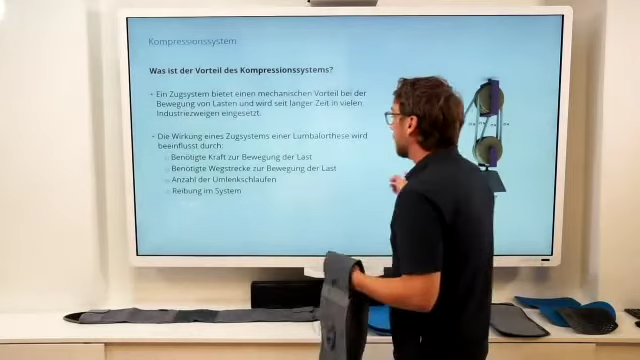 Kompressionssystem
Was ist der Vorteil des Kompressionssystems?
Ein Zugsystem bietet einen mechanischen Vorteil bei der
Bewegung von Lasten und wird seit langer Zeit in vielen
Industriezweigen eingesetzt.
Die Wirkung eines Zugsystems einer Lumbalorthese wird
beeinflusst durch:
Benötigte Kraft zur Bewegung der Last
Benötigte Wegstrecke zur Bewegung der Last
Anzahl der Umlenkschlaufen
Reibung im System